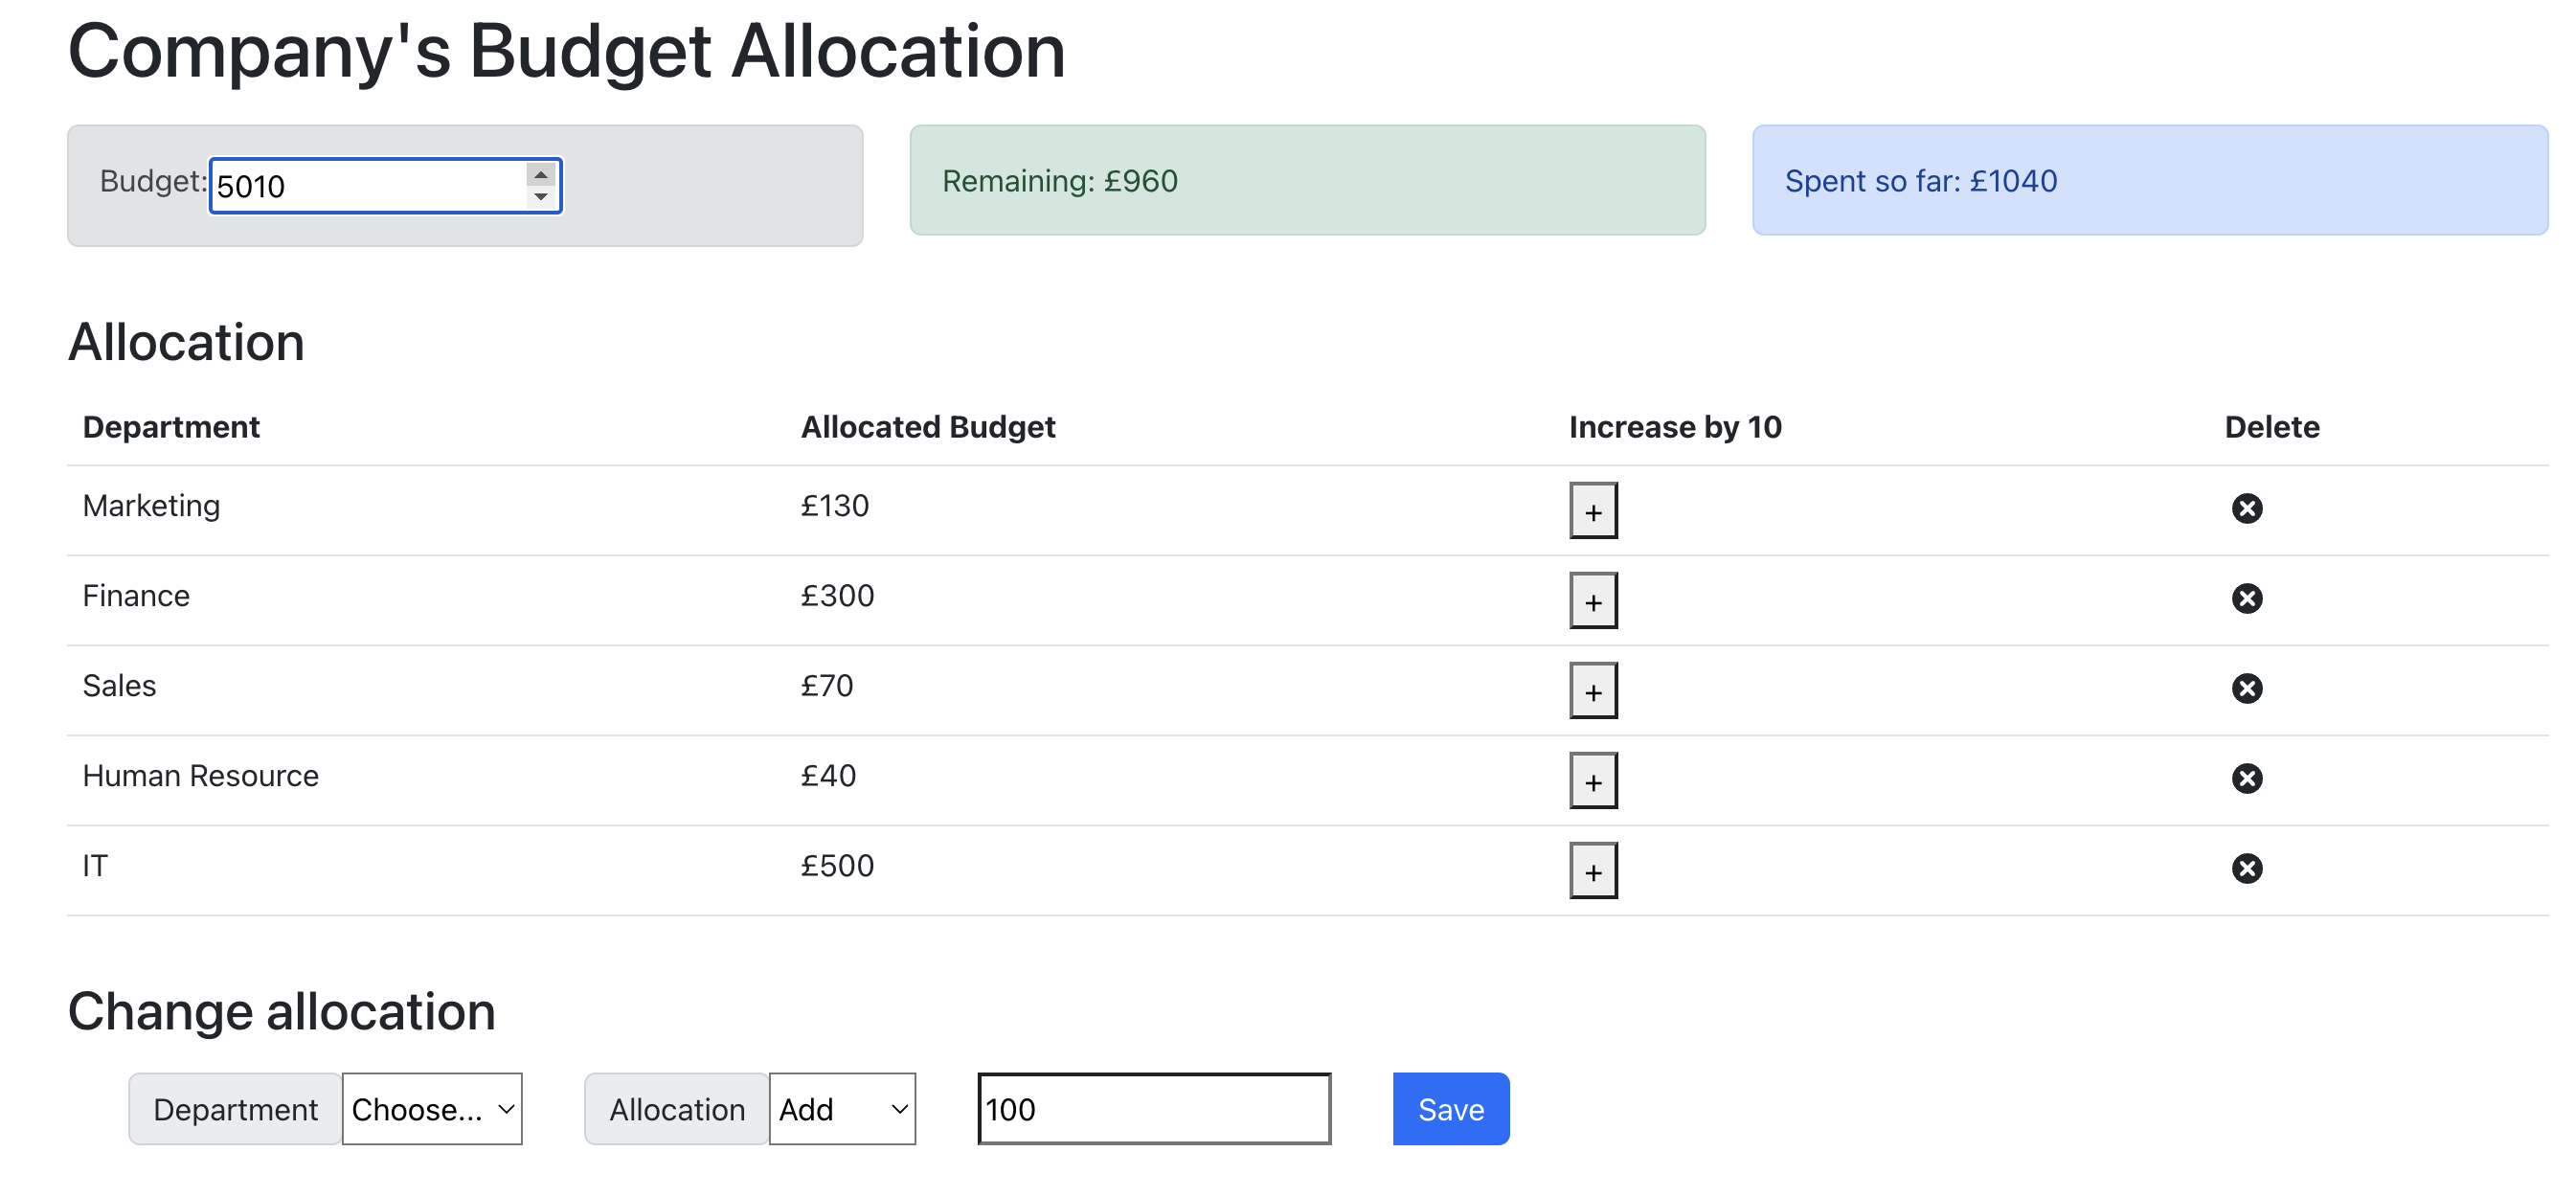 Company's Budget Allocation
Budget: 5010
Remaining: £960
Spent so far: £1040
Allocation
Department Allocated Budget Increase by 10 Delete
Marketing £130 +
Finance £300 +
Sales £70 +
Human Resource £40 +
IT £500 +
Change allocation
Department Choose... Allocation Add 100 Save